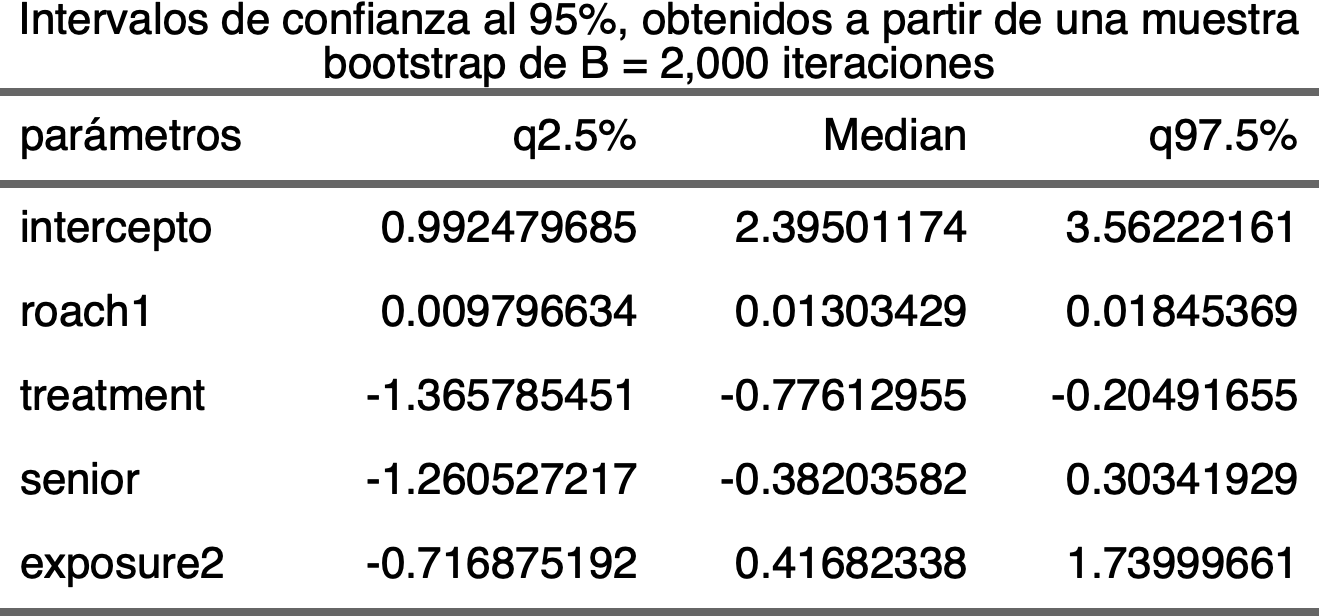 Intervalos de confianza al 95%, obtenidos a partir de una muestra
bootstrap de B = 2,000 iteraciones
parámetros q2.5% Median q97.5%
intercepto 0.992479685 2.39501174 3.56222161
roach1 0.009796634 0.01303429 0.01845369
treatment -1.365785451 -0.77612955 -0.20491655
senior -1.260527217 -0.38203582 0.30341929
exposure2 -0.716875192 0.41682338 1.73999661